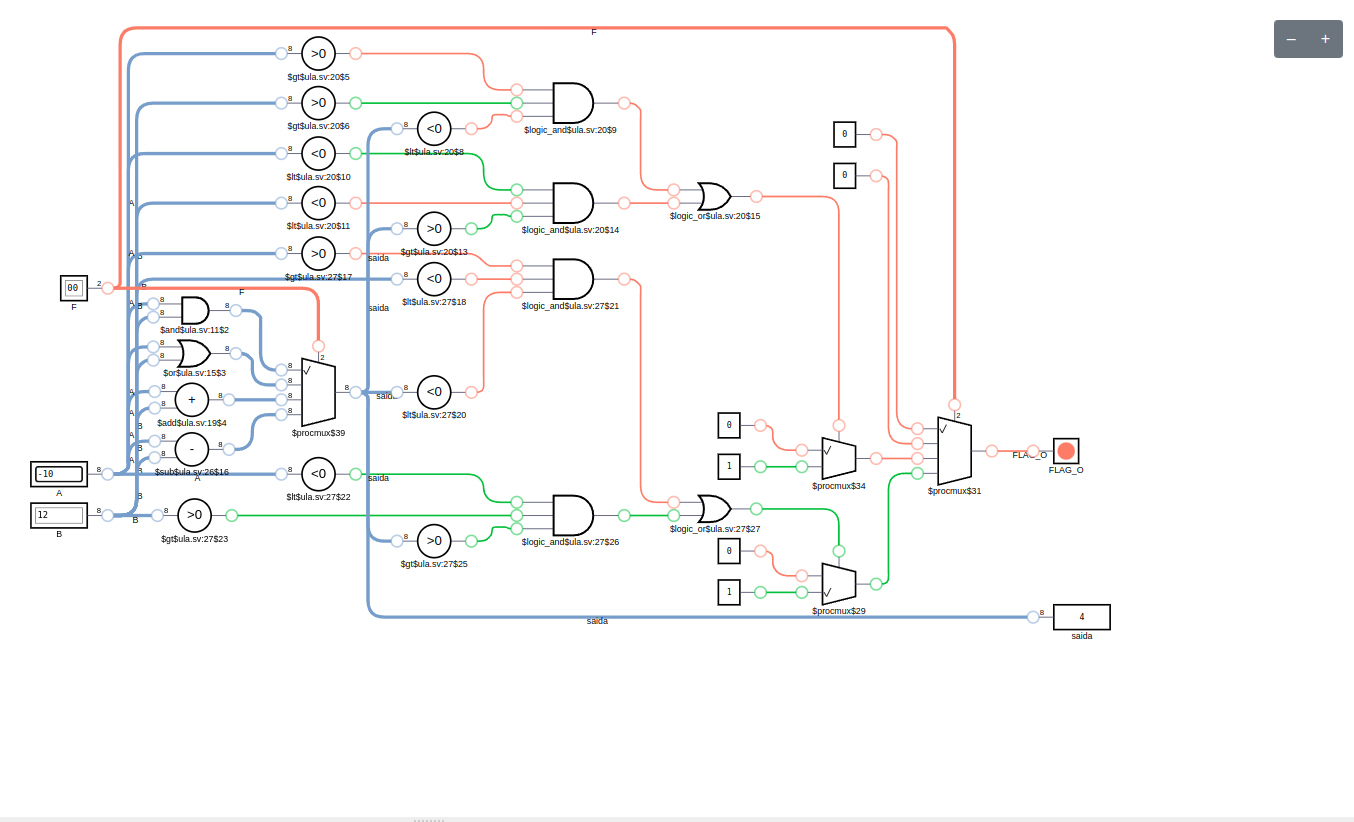 F
8
>0
$gt$ula.sv:20$5
8
>0
$gt$ula.sv:20$6
$logic_and$ula.sv:20$9
8
<0
$lt$ula.sv:20$8
0
8
<0
$lt$ula.sv:20$10
0
A
8
<0
$lt$ula.sv:20$11
$logic_or$ula.sv:20$15
8
>0
$gt$ula.sv:20$13
$logic_and$ula.sv:20$14
A
B
8
>0
$gt$ula.sv:27$17
saida
8
<0
$lt$ula.sv:27$18
00
2
F
B
F
$logic_and$ula.sv:27$21
A
B
8
8
8
$and$ula.sv:11$2
saida
8
8
8
$or$ula.sv:15$3
2
8
8
8
8
8
$procmux$39
A
8
8
+
8
$add$ula.sv:19$4
A
B
saida
8
<0
$lt$ula.sv:27$20
A
B
8
8
-
8
$sub$ula.sv:26$16
A
B
A
-10
8
A
8
<0
$lt$ula.sv:27$22
saida
0
1
$procmux$34
2
$procmux$31
FLAG_O
FLAG_O
12
8
B
B
B
8
>0
$gt$ula.sv:27$23
$logic_and$ula.sv:27$26
$logic_or$ula.sv:27$27
8
>0
$gt$ula.sv:27$25
0
1
$procmux$29
saida
8
4
saida
–
+